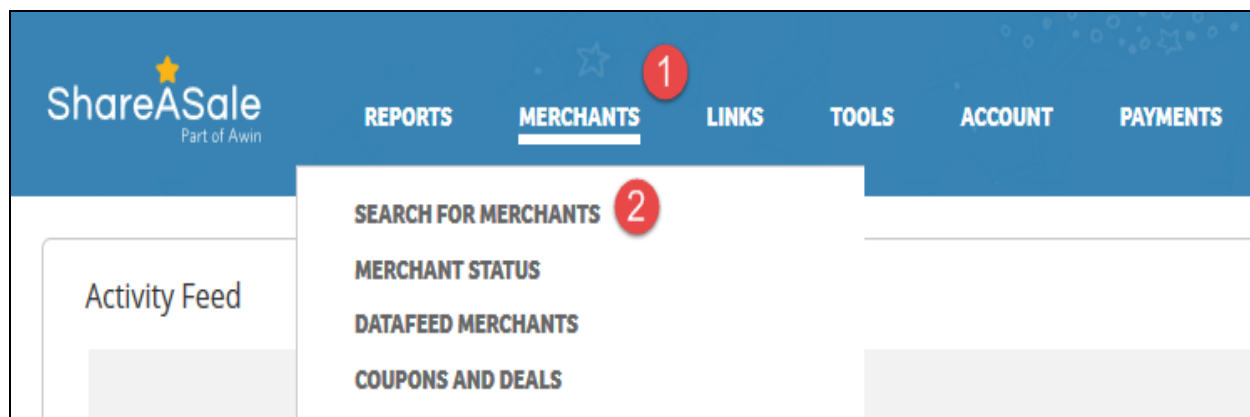 ShareASale
Part of Awin
REPORTS MERCHANTS 1 LINKS TOOLS ACCOUNT PAYMENTS
SEARCH FOR MERCHANTS 2
MERCHANT STATUS
Activity Feed
DATAFEED MERCHANTS
COUPONS AND DEALS